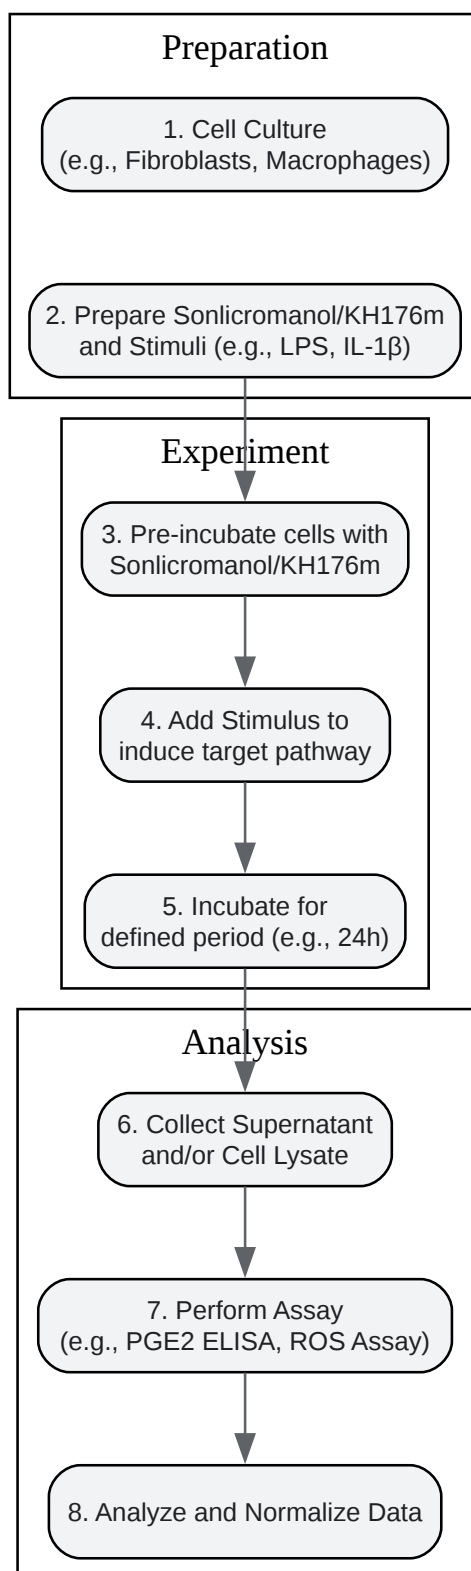 Preparation
1. Cell Culture
(e.g., Fibroblasts, Macrophages)
2. Prepare Sonlicromanol/KH176m
and Stimuli (e.g., LPS, IL-1β)
Experiment
3. Pre-incubate cells with
Sonlicromanol/KH176m
4. Add Stimulus to
induce target pathway
5. Incubate for
defined period (e.g., 24h)
Analysis
6. Collect Supernatant
and/or Cell Lysate
7. Perform Assay
(e.g., PGE2 ELISA, ROS Assay)
8. Analyze and Normalize Data